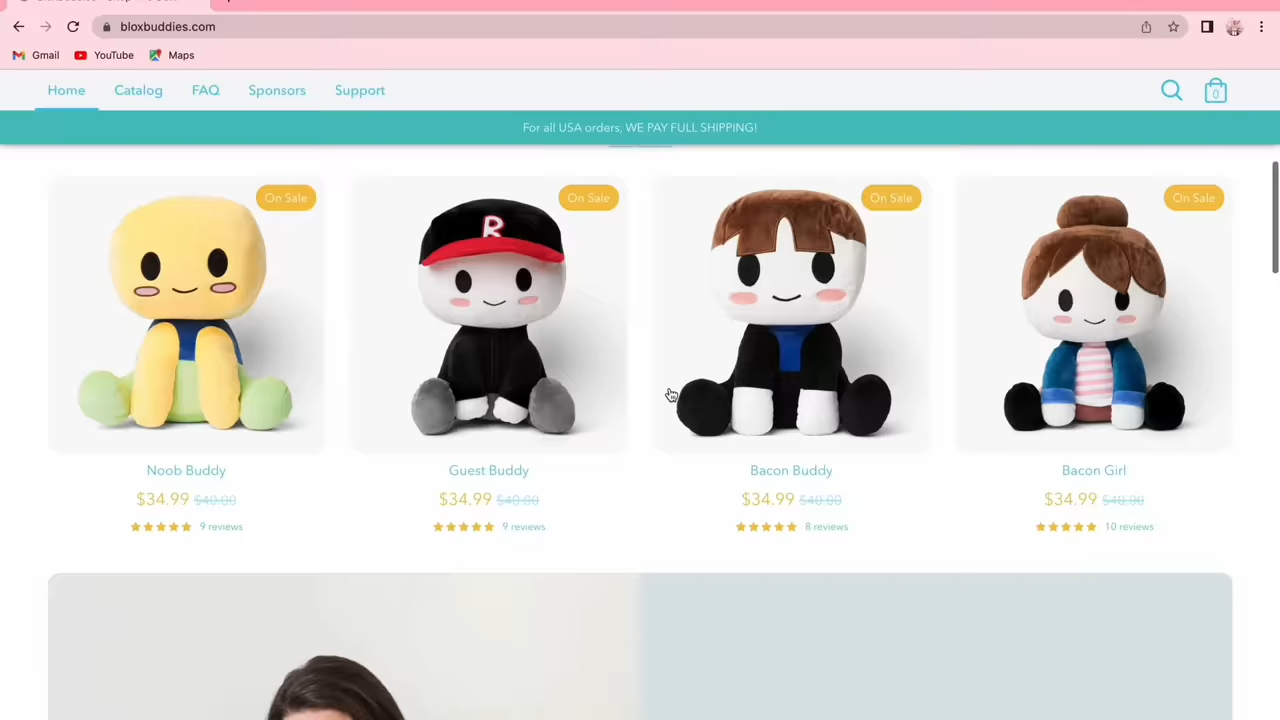 bloxbuddies.com
Gmail YouTube Maps
Home Catalog FAQ Sponsors Support 0
For all USA orders, WE PAY FULL SHIPPING!
On Sale On Sale On Sale On Sale
R
Noob Buddy Guest Buddy Bacon Buddy Bacon Girl
$34.99 $40.00 $34.99 $40.00 $34.99 $40.00 $34.99 $40.00
9 reviews 9 reviews 8 reviews 10 reviews